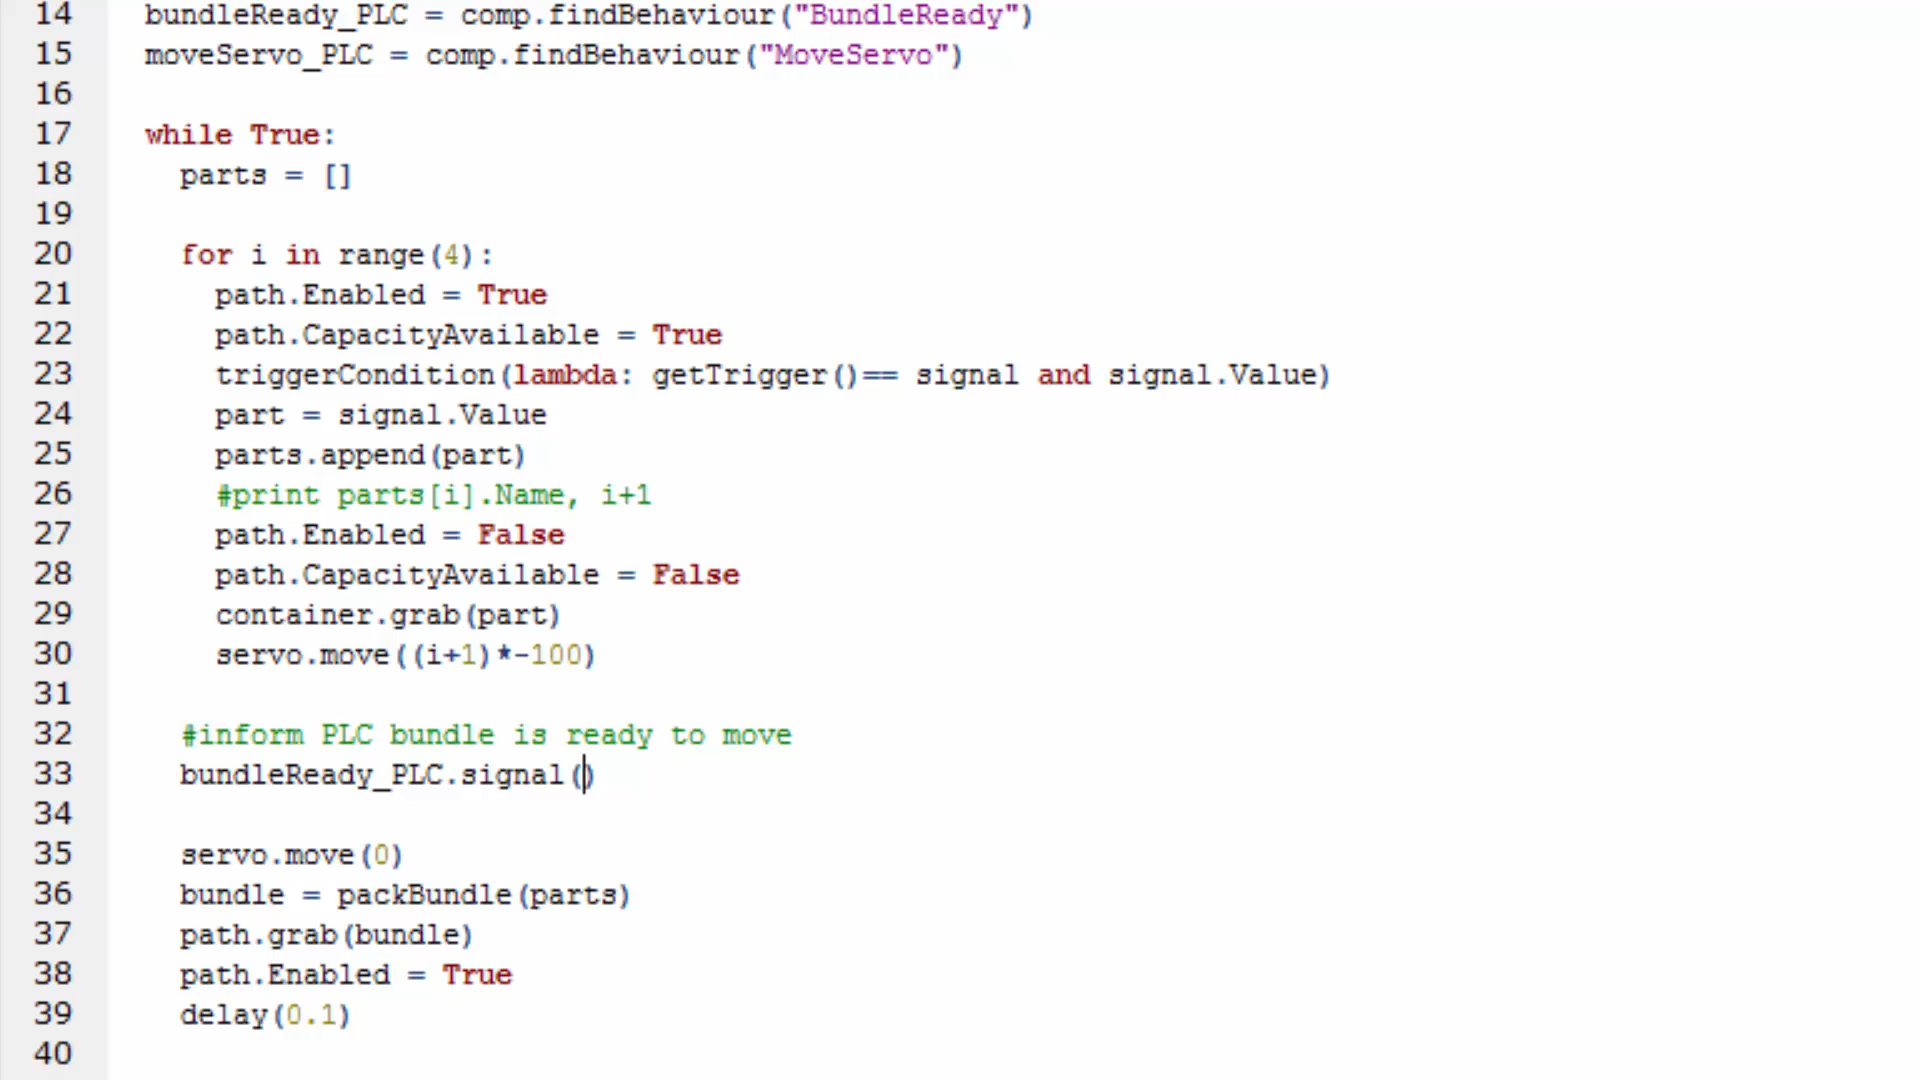 14 bundleReady_PLC = comp.findBehaviour("BundleReady")
15 moveServo_PLC = comp.findBehaviour("MoveServo")
16
17 while True:
18 parts = []
19
20 for i in range(4):
21 path.Enabled = True
22 path.CapacityAvailable = True
23 triggerCondition(lambda: getTrigger()== signal and signal.Value)
24 part = signal.Value
25 parts.append(part)
26 #print parts[i].Name, i+1
27 path.Enabled = False
28 path.CapacityAvailable = False
29 container.grab(part)
30 servo.move((i+1)*-100)
31
32 #inform PLC bundle is ready to move
33 bundleReady_PLC.signal()
34
35 servo.move(0)
36 bundle = packBundle(parts)
37 path.grab(bundle)
38 path.Enabled = True
39 delay(0.1)
40